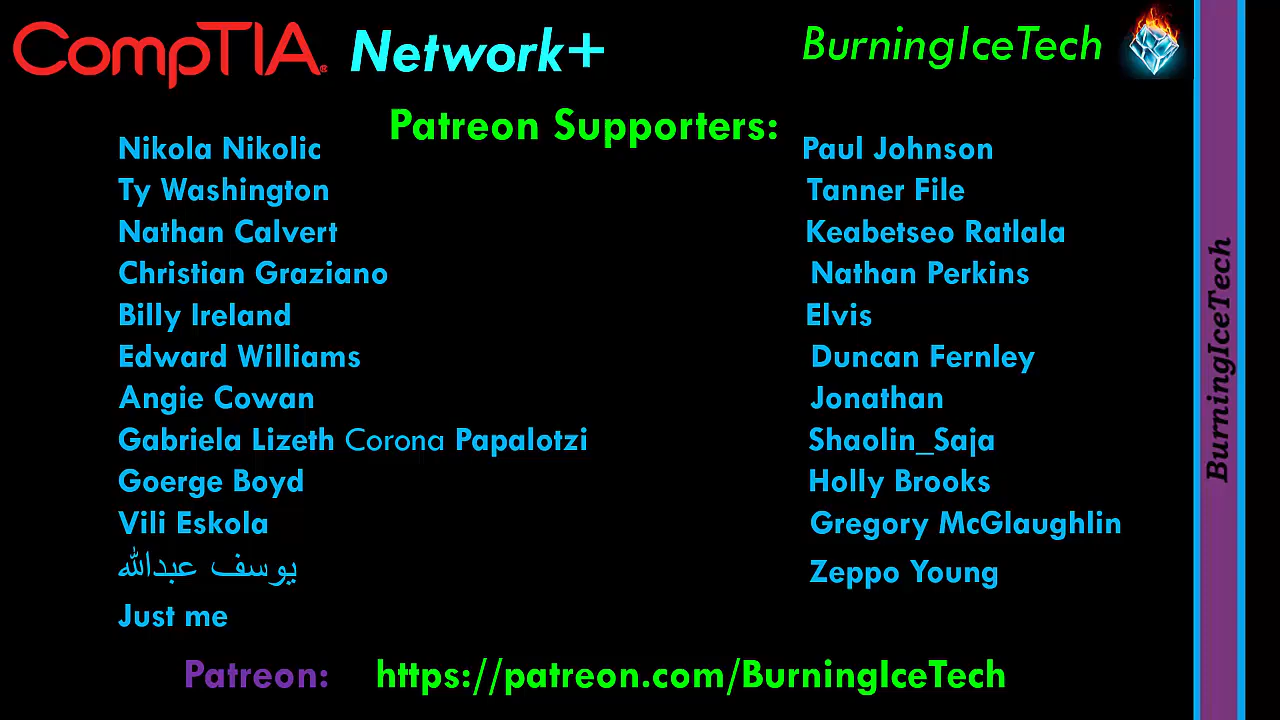 CompTIA® Network+
BurningIceTech
Patreon Supporters:
Nikola Nikolic
Ty Washington
Nathan Calvert
Christian Graziano
Billy Ireland
Edward Williams
Angie Cowan
Gabriela Lizeth Corona Papalotzi
Goerge Boyd
Vili Eskola
يوسف عبدالله
Just me
Paul Johnson
Tanner File
Keabetseo Ratlala
Nathan Perkins
Elvis
Duncan Fernley
Jonathan
Shaolin_Saja
Holly Brooks
Gregory McGlaughlin
Zeppo Young
Patreon: https://patreon.com/BurningIceTech
BurningIceTech